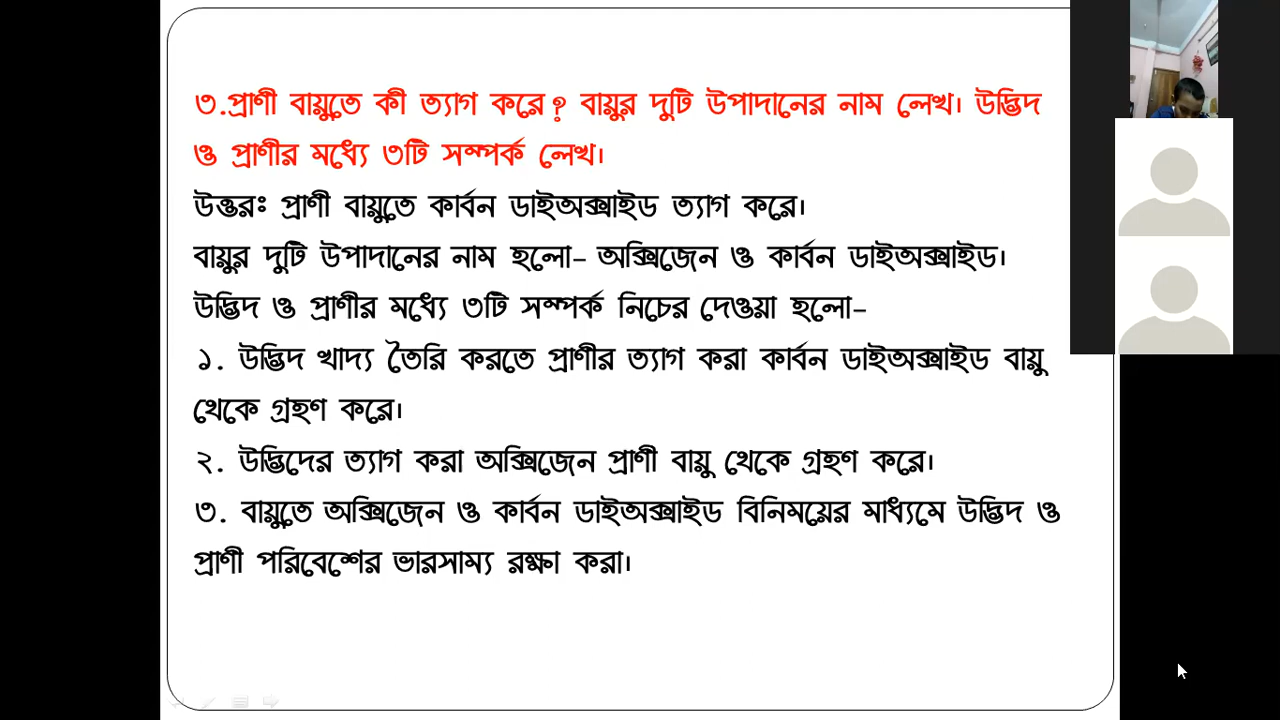 ৩.প্রাণী বায়ুতে কী ত্যাগ করে? বায়ুর দুটি উপাদানের নাম লেখ। উদ্ভিদ
ও প্রাণীর মধ্যে ৩টি সম্পর্ক লেখ।
উত্তরঃ প্রাণী বায়ুতে কার্বন ডাইঅক্সাইড ত্যাগ করে।
বায়ুর দুটি উপাদানের নাম হলো- অক্সিজেন ও কার্বন ডাইঅক্সাইড।
উদ্ভিদ ও প্রাণীর মধ্যে ৩টি সম্পর্ক নিচের দেওয়া হলো-
১. উদ্ভিদ খাদ্য তৈরি করতে প্রাণীর ত্যাগ করা কার্বন ডাইঅক্সাইড বায়ু
থেকে গ্রহণ করে।
২. উদ্ভিদের ত্যাগ করা অক্সিজেন প্রাণী বায়ু থেকে গ্রহণ করে।
৩. বায়ুতে অক্সিজেন ও কার্বন ডাইঅক্সাইড বিনিময়ের মাধ্যমে উদ্ভিদ ও
প্রাণী পরিবেশের ভারসাম্য রক্ষা করা।